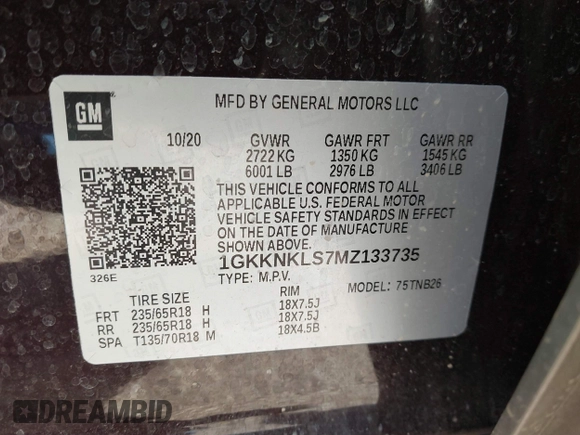 GM
MFD BY GENERAL MOTORS LLC
10/20 GVWR GAWR FRT GAWR RR
2722 KG 1350 KG 1545 KG
6001 LB 2976 LB 3406 LB
THIS VEHICLE CONFORMS TO ALL
APPLICABLE U.S. FEDERAL MOTOR
VEHICLE SAFETY STANDARDS IN EFFECT
ON THE DATE OF MANUFACTURE
SHOWN ABOVE.
1GKKNKLS7MZ133735
326E
TYPE: M.P.V. MODEL: 75TNB26
TIRE SIZE RIM
FRT 235/65R18 H 18X7.5J
RR 235/65R18 H 18X7.5J
SPA T135/70R18 M 18X4.5B
DREAMBID